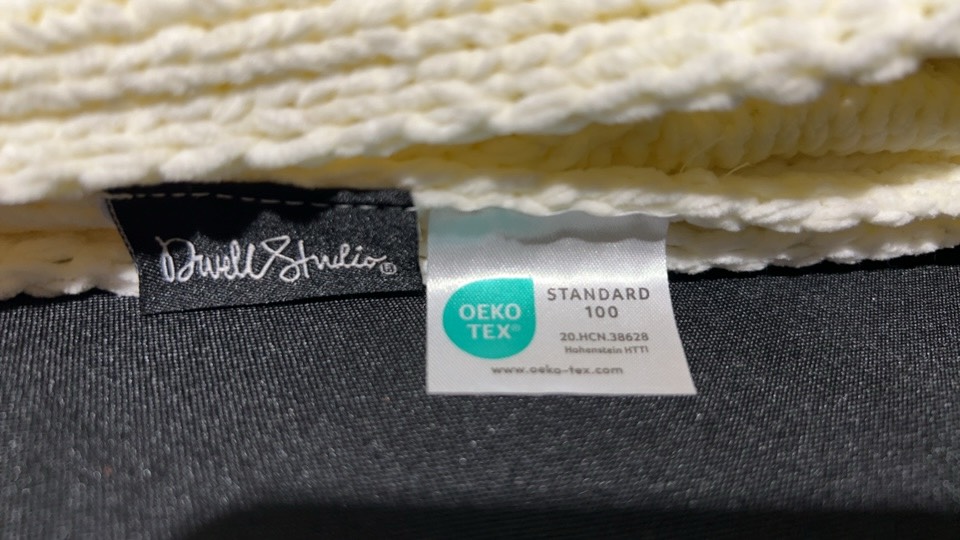 DwellStudio®
OEKO
TEX®
STANDARD
100
20.HCN.38628
Hohenstein HTTI
www.oeko-tex.com